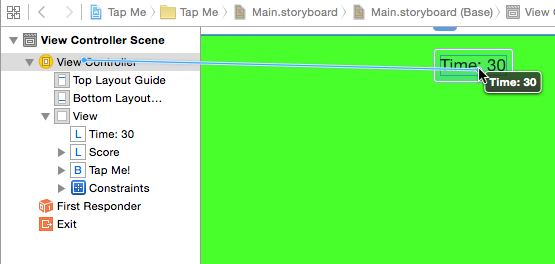 Tap Me > Tap Me > Main.storyboard > Main.storyboard (Base) > View C
View Controller Scene
View Controller
Top Layout Guide
Bottom Layout...
View
L Time: 30
L Score
B Tap Me!
Constraints
First Responder
Exit
Time: 30
Time: 30